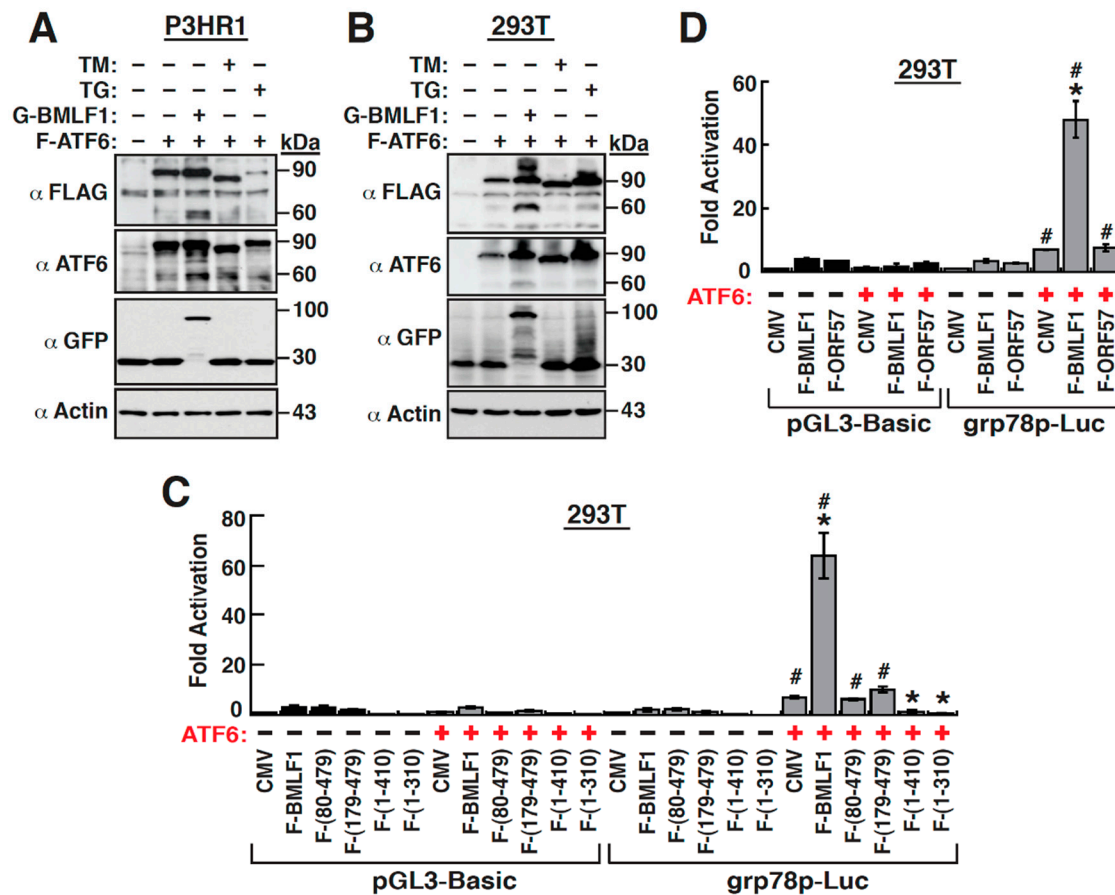 A
P3HR1
TM: − − − + −
TG: − − − − +
G-BMLF1: − − + − −
F-ATF6: − + + + + kDa
α FLAG
90
60
α ATF6
90
60
α GFP
100
30
α Actin
43
B
293T
TM: − − − + −
TG: − − − − +
G-BMLF1: − − + − −
F-ATF6: − + + + + kDa
α FLAG
90
60
α ATF6
90
60
α GFP
100
30
α Actin
43
D
293T
Fold Activation
60
40
20
0
#
#
*
#
ATF6: − − − + + + − − − + + +
CMV
F-BMLF1
F-ORF57
CMV
F-BMLF1
F-ORF57
CMV
F-BMLF1
F-ORF57
CMV
F-BMLF1
F-ORF57
pGL3-Basic
grp78p-Luc
C
293T
Fold Activation
80
60
40
20
0
#
#
*
#
#
*
*
ATF6: − − − − − − + + + + + + − − − − − − + + + + + +
CMV
F-BMLF1
F-(80-479)
F-(179-479)
F-(1-410)
F-(1-310)
CMV
F-BMLF1
F-(80-479)
F-(179-479)
F-(1-410)
F-(1-310)
CMV
F-BMLF1
F-(80-479)
F-(179-479)
F-(1-410)
F-(1-310)
CMV
F-BMLF1
F-(80-479)
F-(179-479)
F-(1-410)
F-(1-310)
pGL3-Basic
grp78p-Luc